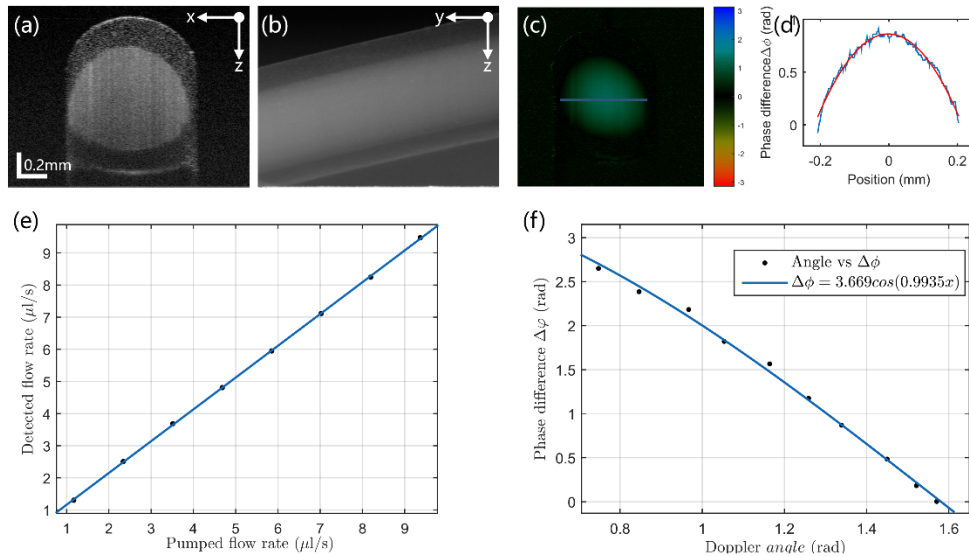 (a)
x
z
0.2mm
(b)
y
z
(c)
3
2
1
0
-1
-2
-3
(d)
Phase difference Δϕ (rad)
1
0.5
0
-0.2
0
0.2
Position (mm)
(e)
Detected flow rate (μl/s)
9
8
7
6
5
4
3
2
1
1 2 3 4 5 6 7 8 9
Pumped flow rate (μl/s)
(f)
Phase difference Δφ (rad)
3
2.5
2
1.5
1
0.5
0
0.8 1 1.2 1.4 1.6
Doppler angle (rad)
Angle vs Δϕ
Δϕ = 3.669cos(0.9935x)